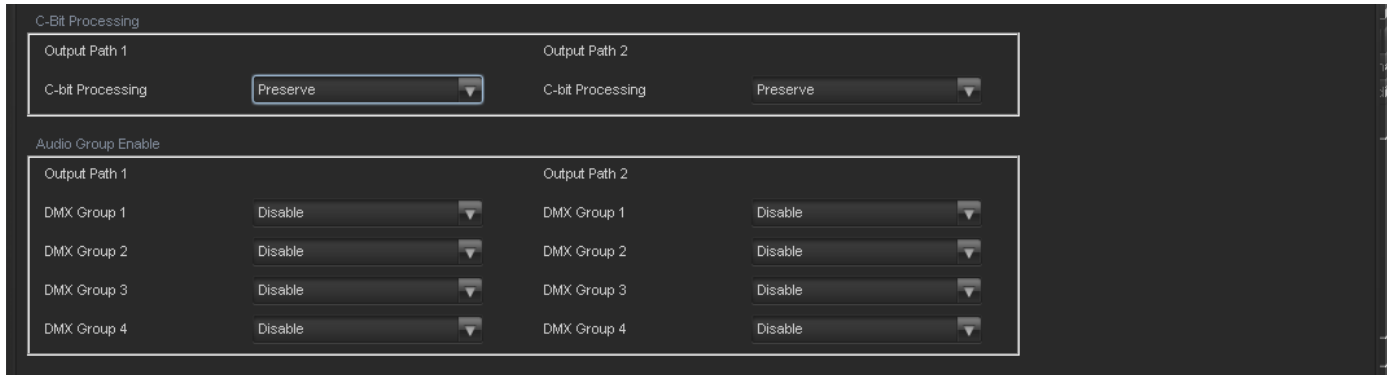 C-Bit Processing
Output Path 1 Output Path 2
C-bit Processing Preserve C-bit Processing Preserve
Audio Group Enable
Output Path 1 Output Path 2
DMX Group 1 Disable DMX Group 1 Disable
DMX Group 2 Disable DMX Group 2 Disable
DMX Group 3 Disable DMX Group 3 Disable
DMX Group 4 Disable DMX Group 4 Disable